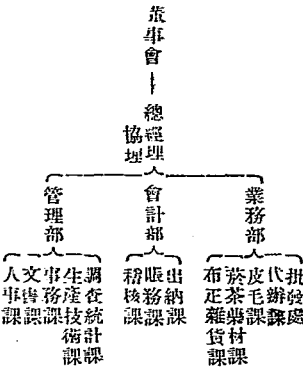 董事會
總經理
協理
業務部
會計部
管理部
批發處
代辦課
皮毛課
菸茶藥材課
布疋雜貨課
出納課
賬務課
稽核課
調查統計課
生產技術課
事務課
文書課
人事課